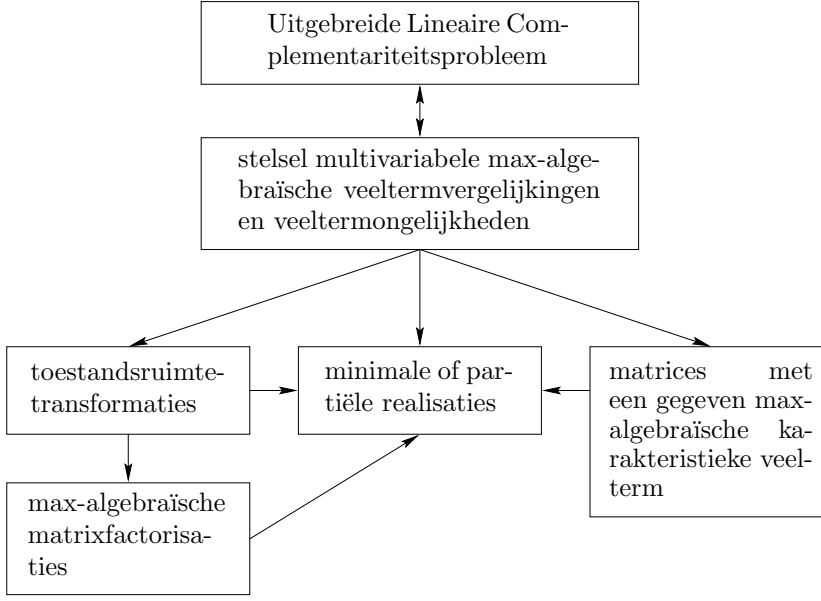 Uitgebreide Lineaire Com-
plementariteitsprobleem
stelsel multivariabele max-alge-
braïsche veeltermvergelijkingen
en veeltermongelijkheden
toestandsruimte-
transformaties
minimale of par-
tiële realisaties
matrices met
een gegeven max-
algebraïsche ka-
rakteristieke veel-
term
max-algebraïsche
matrixfactorisa-
ties